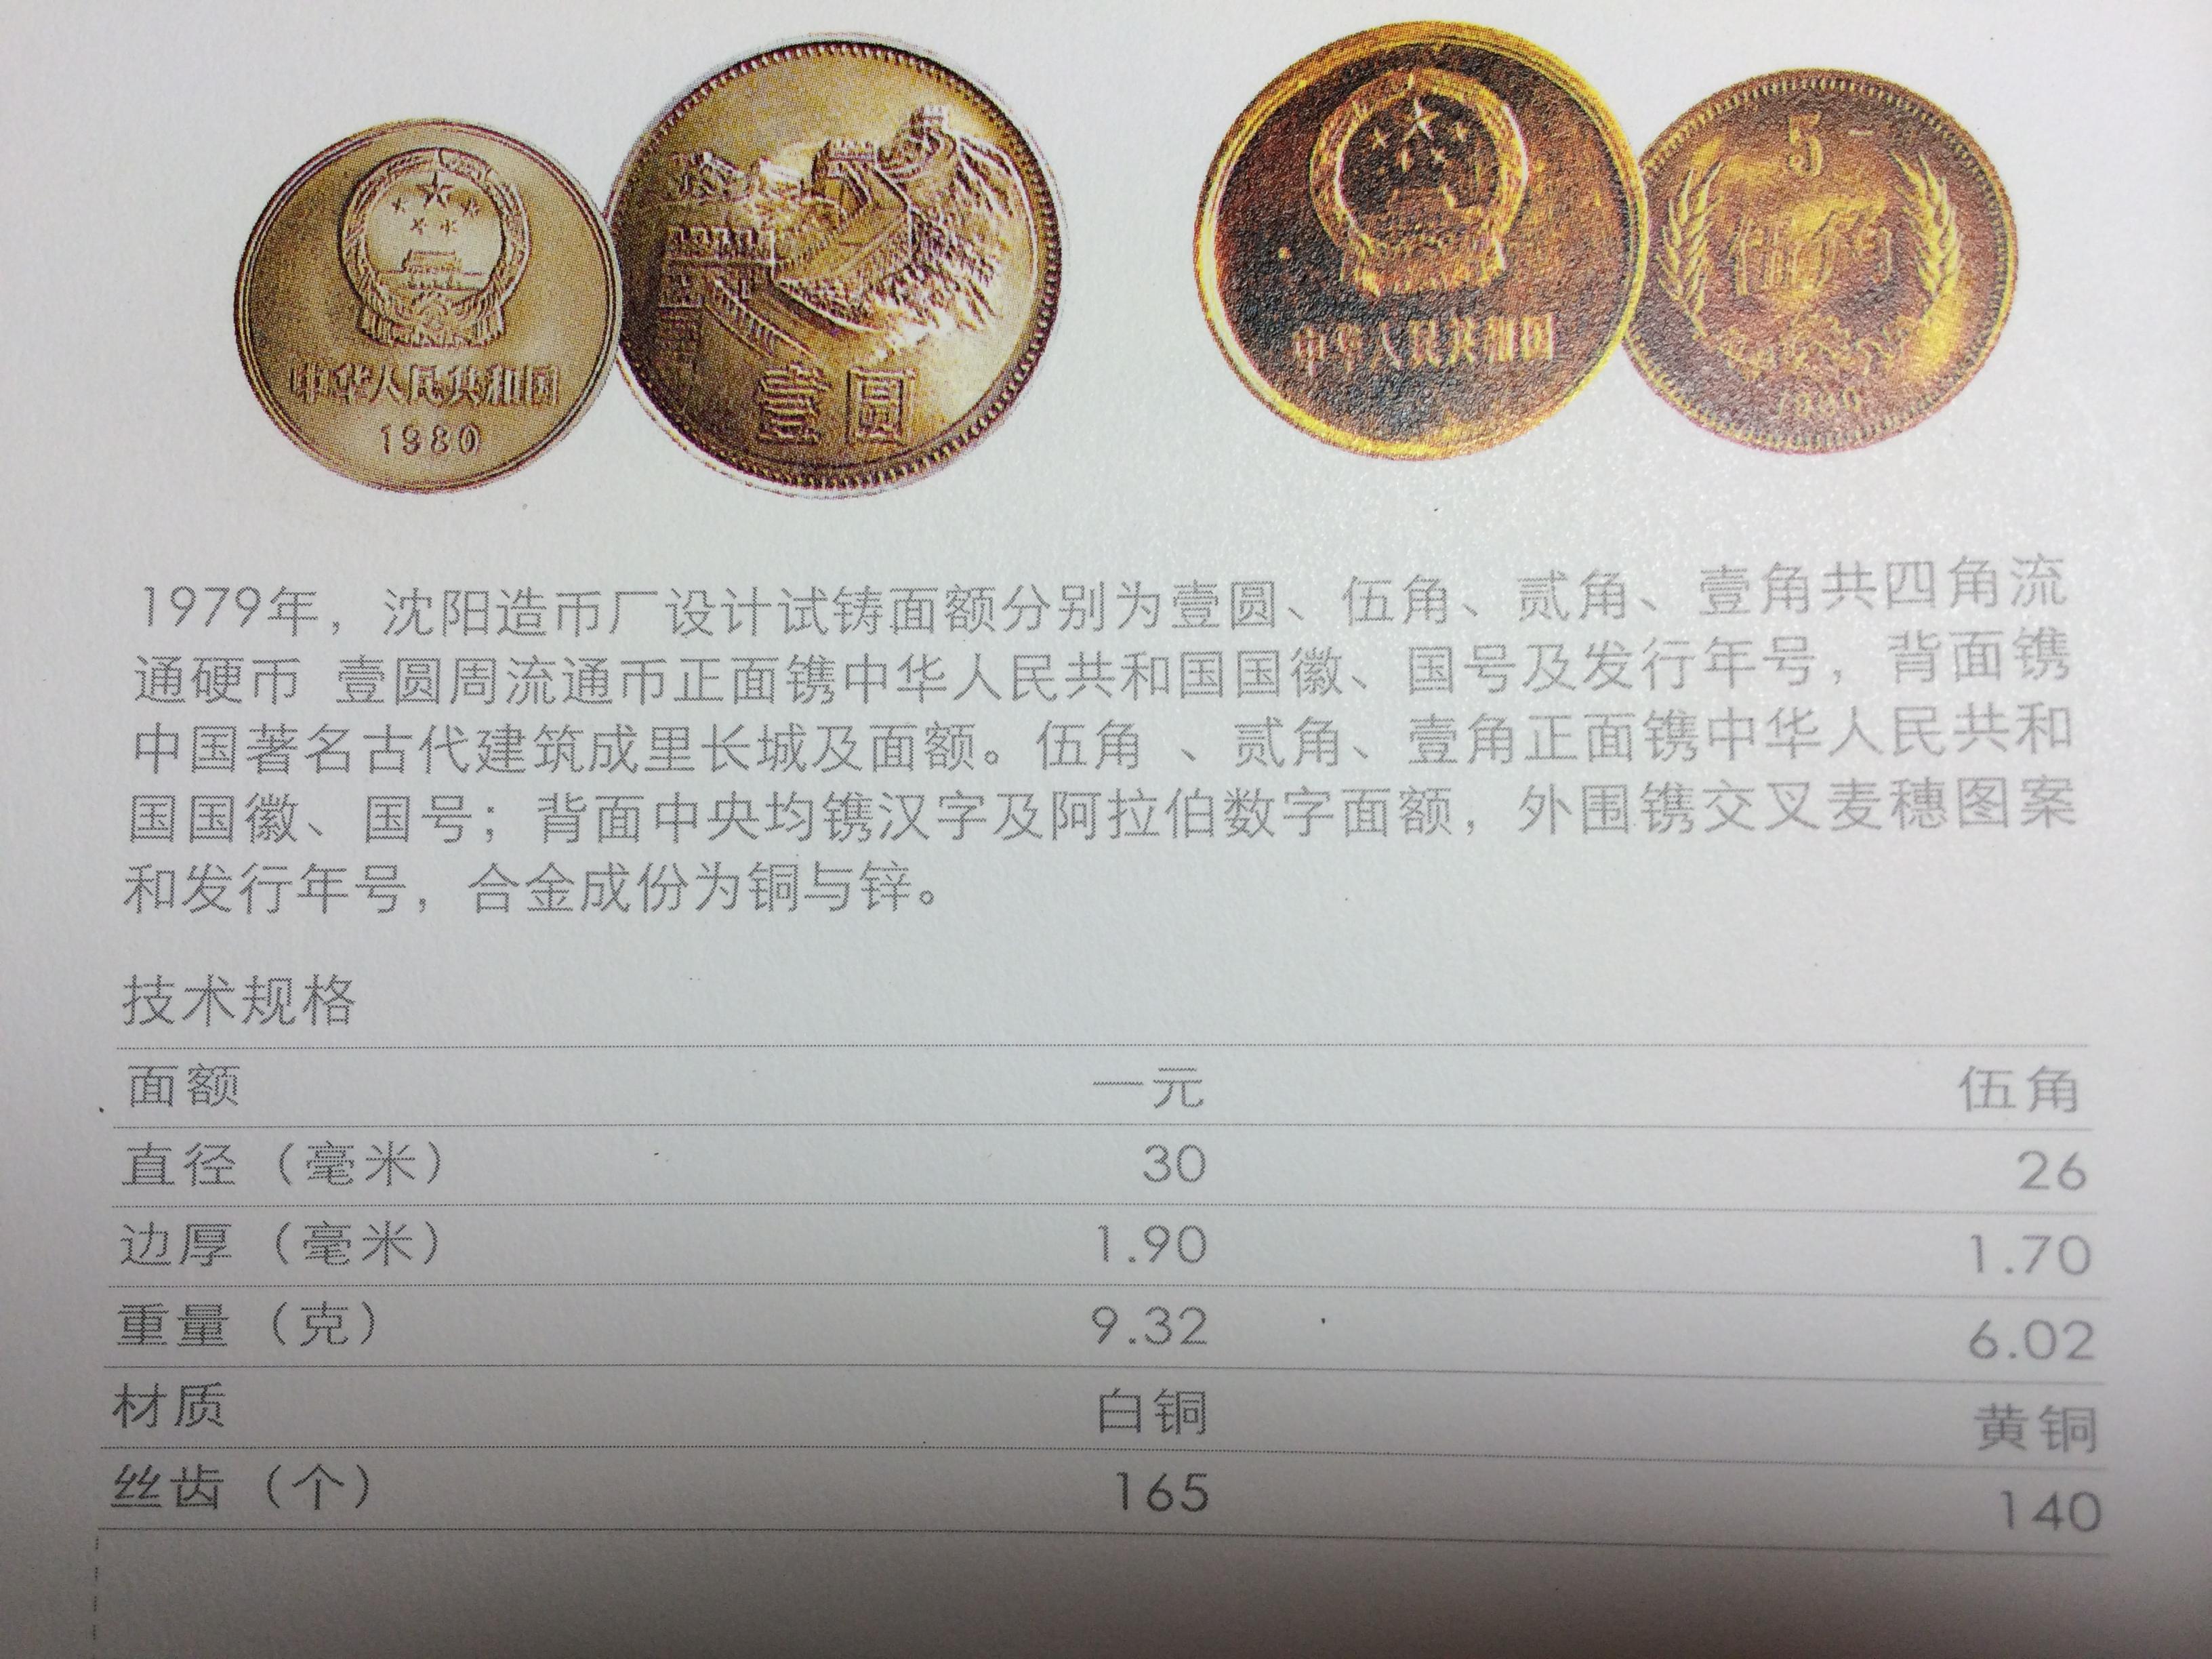 中华人民共和国
1980
壹圆
中华人民共和国
5
伍角
1980
1979年，沈阳造币厂设计试铸面额分别为壹圆、伍角、贰角、壹角共四角流
通硬币 壹圆周流通币正面镌中华人民共和国国徽、国号及发行年号，背面镌
中国著名古代建筑成里长城及面额。伍角 、贰角、壹角正面镌中华人民共和
国国徽、国号；背面中央均镌汉字及阿拉伯数字面额，外围镌交叉麦穗图案
和发行年号，合金成份为铜与锌。
技术规格
面额 一元 伍角
直径（毫米） 30 26
边厚（毫米） 1.90 1.70
重量（克） 9.32 6.02
材质 白铜 黄铜
丝齿（个） 165 140